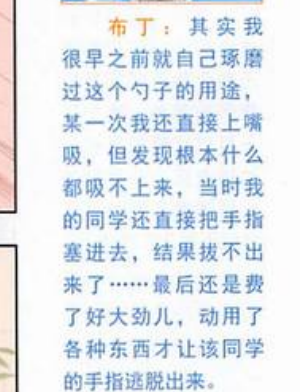 布丁：其实我
很早之前就自己琢磨
过这个勺子的用途，
某一次我还直接上嘴
吸，但发现根本什么
都吸不上来，当时我
的同学还直接把手指
塞进去，结果拔不出
来了……最后还是费
了好大劲儿，动用了
各种东西才让该同学
的手指逃脱出来。